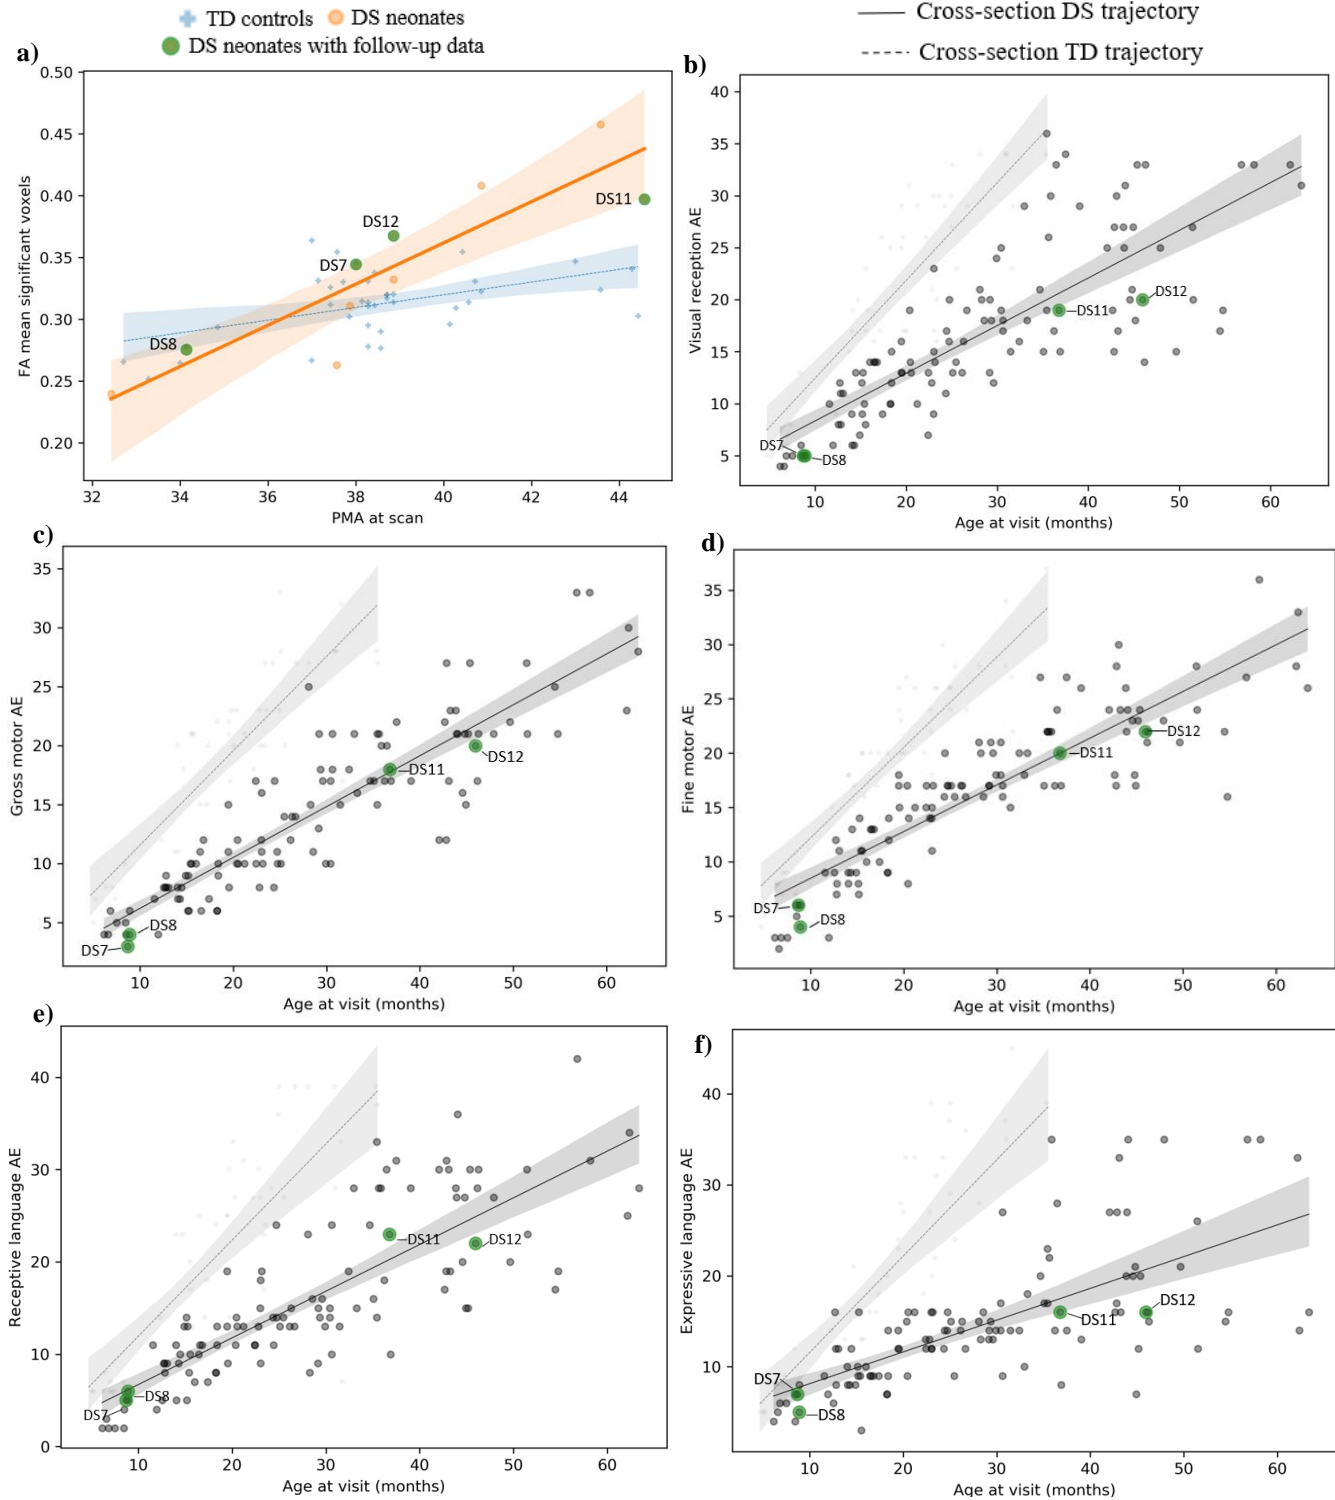 TD controls
DS neonates
DS neonates with follow-up data
Cross-section DS trajectory
Cross-section TD trajectory
a)
0.50
0.45
0.40
0.35
0.30
0.25
0.20
FA mean significant voxels
DS11
DS12
DS7
DS8
32 34 36 38 40 42 44
PMA at scan
b)
40
35
30
25
20
15
10
5
Visual reception AE
DS12
DS11
DS7
DS8
10 20 30 40 50 60
Age at visit (months)
c)
35
30
25
20
15
10
5
Gross motor AE
DS12
DS11
DS8
DS7
10 20 30 40 50 60
Age at visit (months)
d)
35
30
25
20
15
10
5
Fine motor AE
DS12
DS11
DS7
DS8
10 20 30 40 50 60
Age at visit (months)
e)
40
30
20
10
0
Receptive language AE
DS11
DS12
DS8
DS7
10 20 30 40 50 60
Age at visit (months)
f)
40
30
20
10
Expressive language AE
DS12
DS11
DS7
DS8
10 20 30 40 50 60
Age at visit (months)